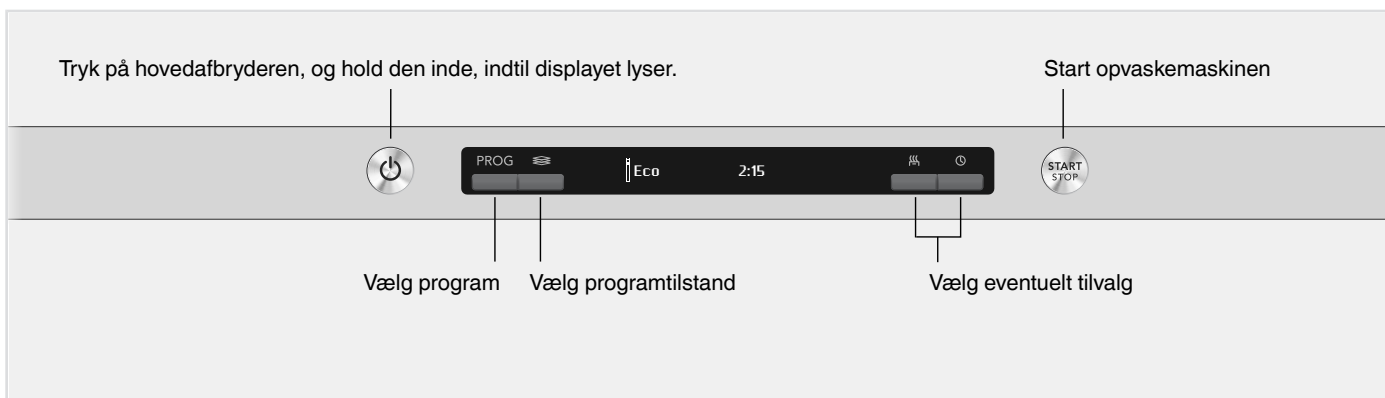 Tryk på hovedafbryderen, og hold den inde, indtil displayet lyser.
Start opvaskemaskinen
PROG
Eco
2:15
START
STOP
Vælg program
Vælg programtilstand
Vælg eventuelt tilvalg